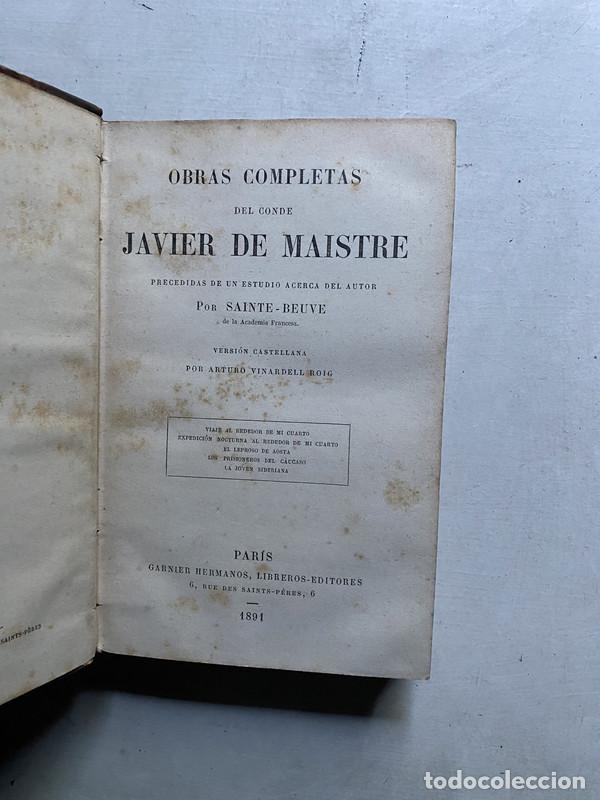 OBRAS COMPLETAS
DEL CONDE
JAVIER DE MAISTRE
PRECEDIDAS DE UN ESTUDIO ACERCA DEL AUTOR
POR SAINTE-BEUVE
de la Academia Francesa.
VERSIÓN CASTELLANA
POR ARTURO VINARDELL ROIG
VIAJE AL REDEDOR DE MI CUARTO
EXPEDICIÓN NOCTURNA AL REDEDOR DE MI CUARTO
EL LEPROSO DE AOSTA
LOS PRISIONEROS DEL CÁUCASO
LA JOVEN SIBERIANA
PARÍS
GARNIER HERMANOS, LIBREROS-EDITORES
6, RUE DES SAINTS-PÉRES, 6
1891
SAINTS-PÈRES
todocoleccion